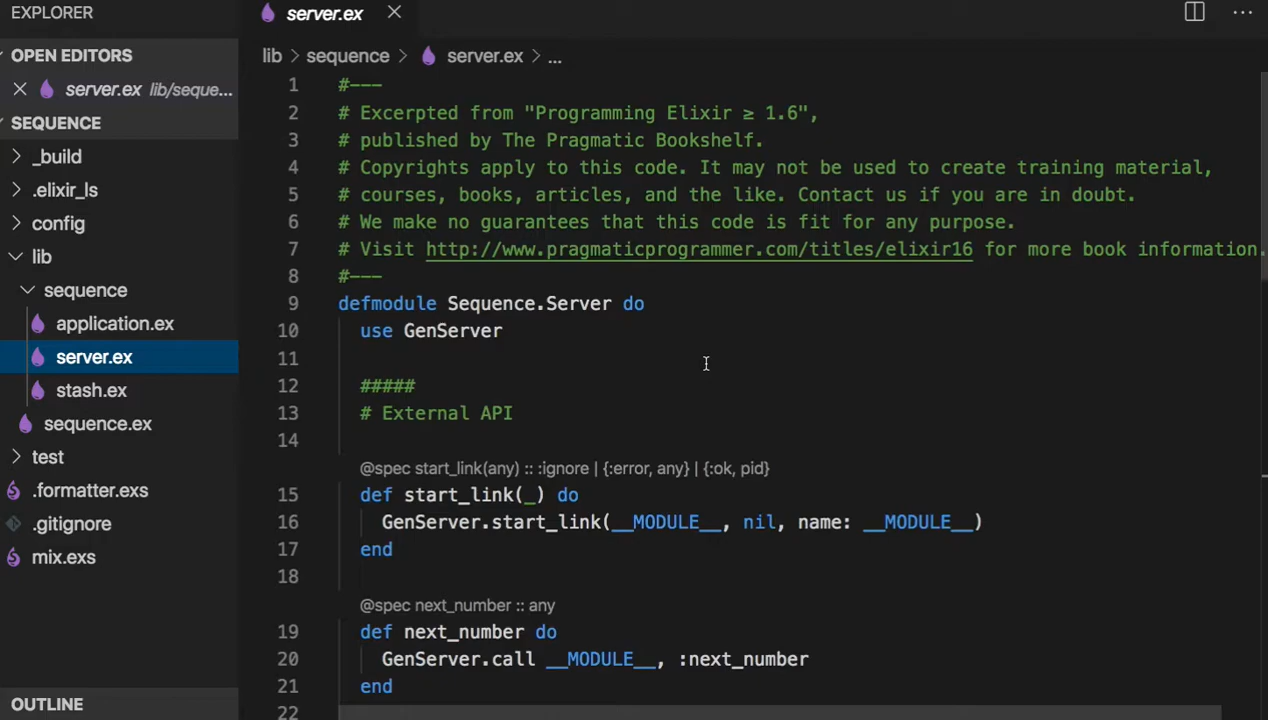 EXPLORER
OPEN EDITORS
server.ex lib/seque...
SEQUENCE
_build
.elixir_ls
config
lib
sequence
application.ex
server.ex
stash.ex
sequence.ex
test
.formatter.exs
.gitignore
mix.exs
OUTLINE
server.ex
...
lib > sequence > server.ex > ...
1 #---
2 # Excerpted from "Programming Elixir ≥ 1.6",
3 # published by The Pragmatic Bookshelf.
4 # Copyrights apply to this code. It may not be used to create training material,
5 # courses, books, articles, and the like. Contact us if you are in doubt.
6 # We make no guarantees that this code is fit for any purpose.
7 # Visit http://www.pragmaticprogrammer.com/titles/elixir16 for more book information.
8 #---
9 defmodule Sequence.Server do
10 use GenServer
11
12 #####
13 # External API
14
@spec start_link(any) :: :ignore | {:error, any} | {:ok, pid}
15 def start_link(_) do
16 GenServer.start_link(__MODULE__, nil, name: __MODULE__)
17 end
18
@spec next_number :: any
19 def next_number do
20 GenServer.call __MODULE__, :next_number
21 end
22